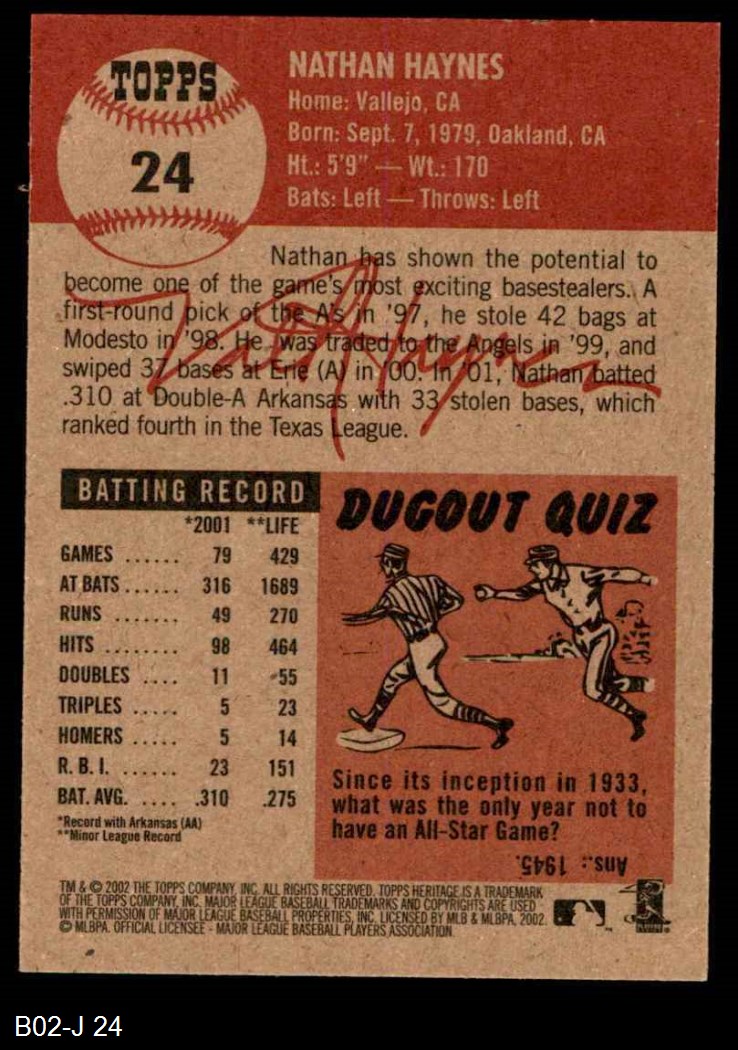 TOPPS
24
NATHAN HAYNES
Home: Vallejo, CA
Born: Sept. 7, 1979, Oakland, CA
Ht.: 5'9" — Wt.: 170
Bats: Left — Throws: Left
Nathan has shown the potential to
become one of the game's most exciting basestealers. A
first-round pick of the A's in '97, he stole 42 bags at
Modesto in '98. He was traded to the Angels in '99, and
swiped 37 bases at Erie (A) in '00. In '01, Nathan batted
.310 at Double-A Arkansas with 33 stolen bases, which
ranked fourth in the Texas League.
Nathan Haynes
BATTING RECORD
*2001 **LIFE
GAMES ...... 79 429
AT BATS ...... 316 1689
RUNS ....... 49 270
HITS ........ 98 464
DOUBLES .... 11 55
TRIPLES ..... 5 23
HOMERS ..... 5 14
R.B.I. ...... 23 151
BAT. AVG. .... .310 .275
*Record with Arkansas (AA)
**Minor League Record
DUGOUT QUIZ
Since its inception in 1933,
what was the only year not to
have an All-Star Game?
Ans.: 1945.
TM & © 2002 THE TOPPS COMPANY, INC. ALL RIGHTS RESERVED. TOPPS HERITAGE IS A TRADEMARK
OF THE TOPPS COMPANY, INC. MAJOR LEAGUE BASEBALL TRADEMARKS AND COPYRIGHTS ARE USED
WITH PERMISSION OF MAJOR LEAGUE BASEBALL PROPERTIES, INC. LICENSED BY MLB & MLBPA, 2002.
© MLBPA. OFFICIAL LICENSEE - MAJOR LEAGUE BASEBALL PLAYERS ASSOCIATION
B02-J 24